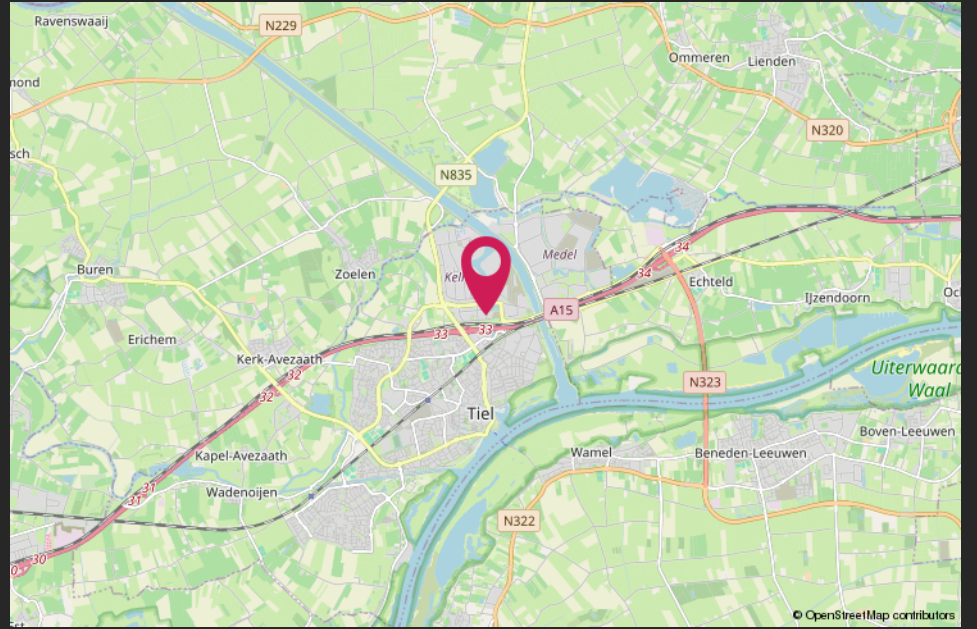 Ravenswaaij
N229
Ommeren
Lienden
N320
N835
Medel
34
34
Buren
Zoelen
Echteld
IJzendoorn
A15
33
33
Erichem
Kerk-Avezaath
32
32
Uiterwaard
Waal
N323
Tiel
Boven-Leeuwen
Wamel
Beneden-Leeuwen
Kapel-Avezaath
31
31
Wadenoijen
N322
30
© OpenStreetMap contributors